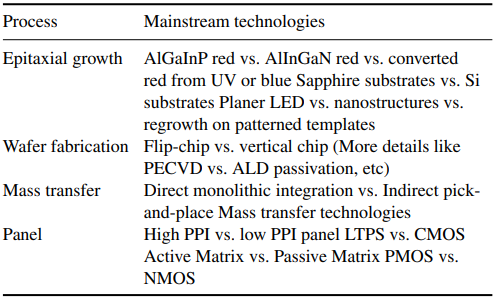 Process Mainstream technologies
Epitaxial growth AlGaInP red vs. AlInGaN red vs. converted
red from UV or blue Sapphire substrates vs. Si
substrates Planer LED vs. nanostructures vs.
regrowth on patterned templates
Wafer fabrication Flip-chip vs. vertical chip (More details like
PECVD vs. ALD passivation, etc)
Mass transfer Direct monolithic integration vs. Indirect pick-
and-place Mass transfer technologies
Panel High PPI vs. low PPI panel LTPS vs. CMOS
Active Matrix vs. Passive Matrix PMOS vs.
NMOS